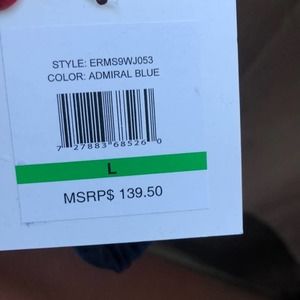 STYLE: ERMS9WJ053
COLOR: ADMIRAL BLUE
7 27883 68526 0
L
MSRP$ 139.50